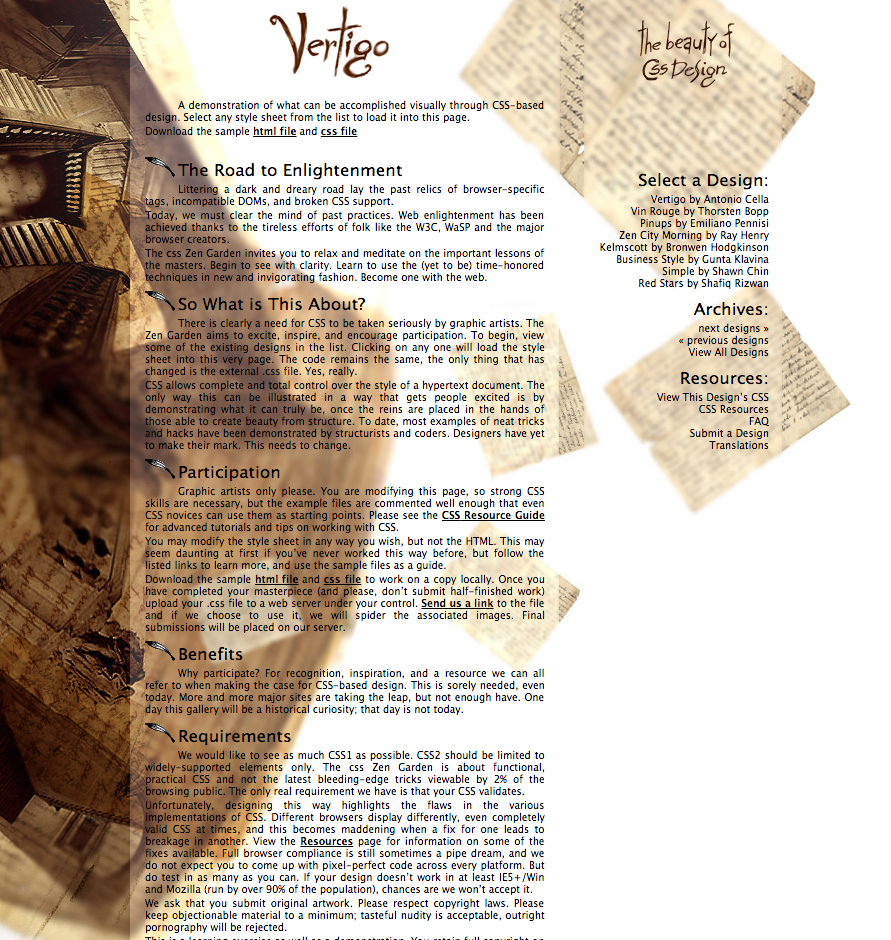 Vertigo
the beauty of
CSS Design
A demonstration of what can be accomplished visually through CSS-based
design. Select any style sheet from the list to load it into this page.
Download the sample html file and css file
The Road to Enlightenment
Littering a dark and dreary road lay the past relics of browser-specific
tags, incompatible DOMs, and broken CSS support.
Today, we must clear the mind of past practices. Web enlightenment has been
achieved thanks to the tireless efforts of folk like the W3C, WaSP and the major
browser creators.
The css Zen Garden invites you to relax and meditate on the important lessons of
the masters. Begin to see with clarity. Learn to use the (yet to be) time-honored
techniques in new and invigorating fashion. Become one with the web.
So What is This About?
There is clearly a need for CSS to be taken seriously by graphic artists. The
Zen Garden aims to excite, inspire, and encourage participation. To begin, view
some of the existing designs in the list. Clicking on any one will load the style
sheet into this very page. The code remains the same, the only thing that has
changed is the external .css file. Yes, really.
CSS allows complete and total control over the style of a hypertext document. The
only way this can be illustrated in a way that gets people excited is by
demonstrating what it can truly be, once the reins are placed in the hands of
those able to create beauty from structure. To date, most examples of neat tricks
and hacks have been demonstrated by structurists and coders. Designers have yet
to make their mark. This needs to change.
Participation
Graphic artists only please. You are modifying this page, so strong CSS
skills are necessary, but the example files are commented well enough that even
CSS novices can use them as starting points. Please see the CSS Resource Guide
for advanced tutorials and tips on working with CSS.
You may modify the style sheet in any way you wish, but not the HTML. This may
seem daunting at first if you've never worked this way before, but follow the
listed links to learn more, and use the sample files as a guide.
Download the sample html file and css file to work on a copy locally. Once you
have completed your masterpiece (and please, don't submit half-finished work)
upload your .css file to a web server under your control. Send us a link to the file
and if we choose to use it, we will spider the associated images. Final
submissions will be placed on our server.
Benefits
Why participate? For recognition, inspiration, and a resource we can all
refer to when making the case for CSS-based design. This is sorely needed, even
today. More and more major sites are taking the leap, but not enough have. One
day this gallery will be a historical curiosity; that day is not today.
Requirements
We would like to see as much CSS1 as possible. CSS2 should be limited to
widely-supported elements only. The css Zen Garden is about functional,
practical CSS and not the latest bleeding-edge tricks viewable by 2% of the
browsing public. The only real requirement we have is that your CSS validates.
Unfortunately, designing this way highlights the flaws in the various
implementations of CSS. Different browsers display differently, even completely
valid CSS at times, and this becomes maddening when a fix for one leads to
breakage in another. View the Resources page for information on some of the
fixes available. Full browser compliance is still sometimes a pipe dream, and we
do not expect you to come up with pixel-perfect code across every platform. But
do test in as many as you can. If your design doesn't work in at least IE5+/Win
and Mozilla (run by over 90% of the population), chances are we won't accept it.
We ask that you submit original artwork. Please respect copyright laws. Please
keep objectionable material to a minimum; tasteful nudity is acceptable, outright
pornography will be rejected.
This is a learning exercise as well as a demonstration. You retain full copyright on
Select a Design:
Vertigo by Antonio Cella
Vin Rouge by Thorsten Bopp
Pinups by Emiliano Pennisi
Zen City Morning by Ray Henry
Kelmscott by Bronwen Hodgkinson
Business Style by Gunta Klavina
Simple by Shawn Chin
Red Stars by Shafiq Rizwan
Archives:
next designs »
« previous designs
View All Designs
Resources:
View This Design's CSS
CSS Resources
FAQ
Submit a Design
Translations